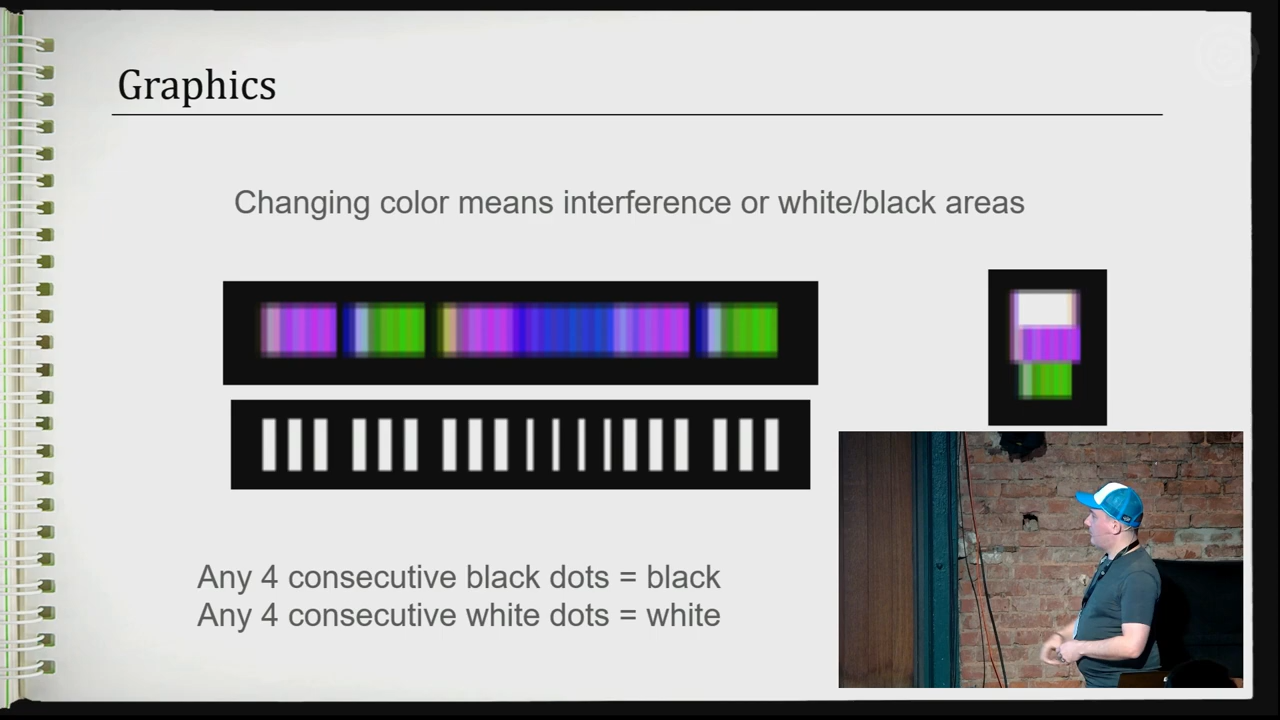 Graphics
Changing color means interference or white/black areas
Any 4 consecutive black dots = black
Any 4 consecutive white dots = white